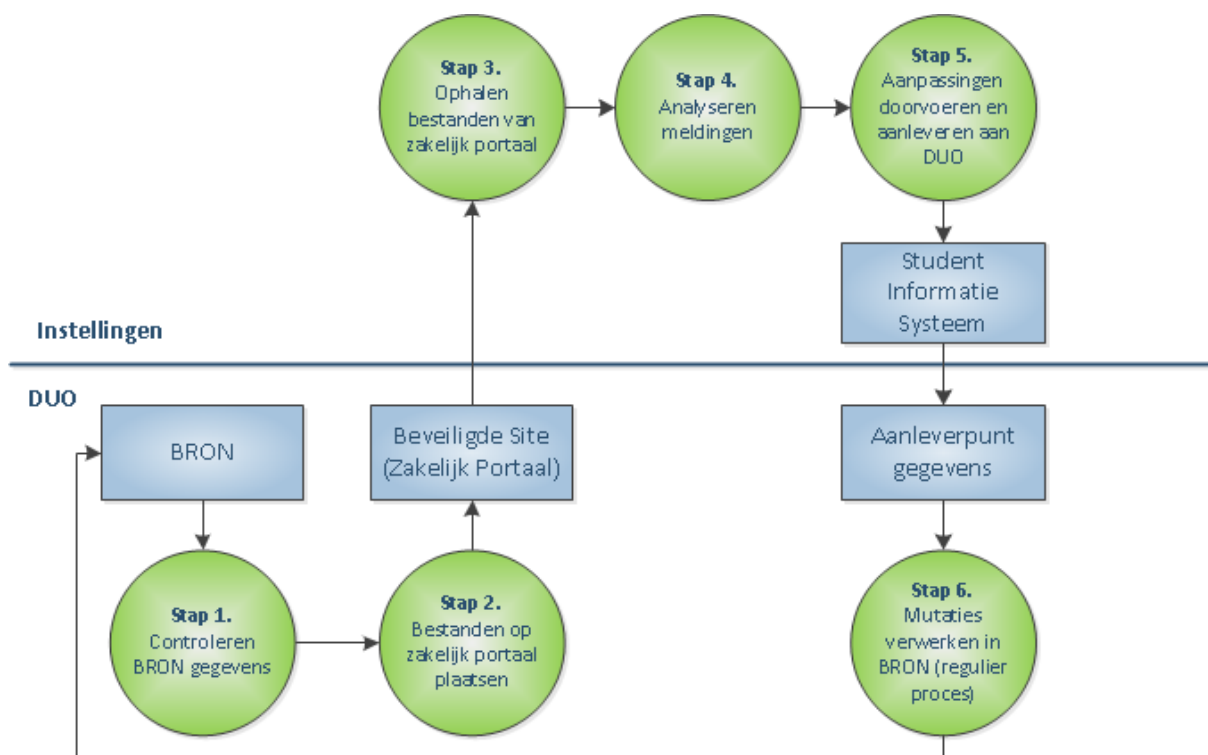 Stap 3.
Ophalen
bestanden van
zakelijk portaal
Stap 4.
Analyseren
meldingen
Stap 5.
Aanpassingen
doorvoeren en
aanleveren aan
DUO
Student
Informatie
Systeem
Instellingen
DUO
BRON
Beveiligde Site
(Zakelijk Portaal)
Aanleverpunt
gegevens
Stap 1.
Controleren
BRON gegevens
Stap 2.
Bestanden op
zakelijk portaal
plaatsen
Stap 6.
Mutaties
verwerken in
BRON (regulier
proces)